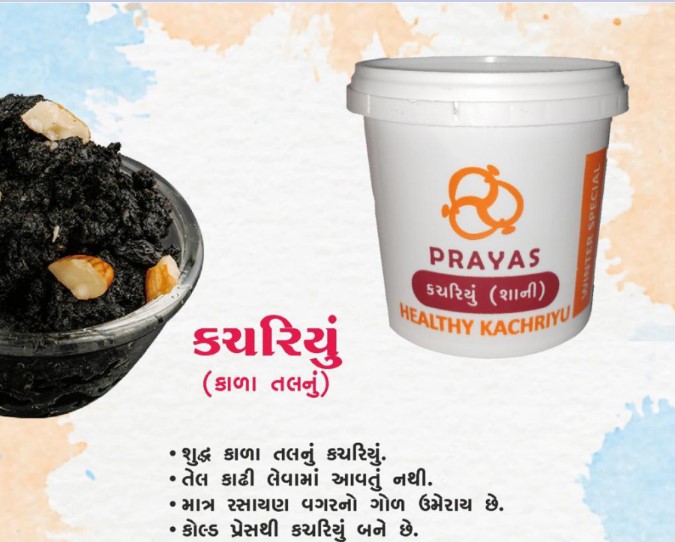 PRAYAS
કચરિયું (શાની)
HEALTHY KACHRIYU
WINTER SPECIAL
કચરિયું
(કાળા તલનું)
• શુદ્ધ કાળા તલનું કચરિયું.
• તેલ કાઢી લેવામાં આવતું નથી.
• માત્ર રસાયણ વગરનો ગોળ ઉમેરાય છે.
• કોલ્ડ પ્રેસથી કચરિયું બને છે.